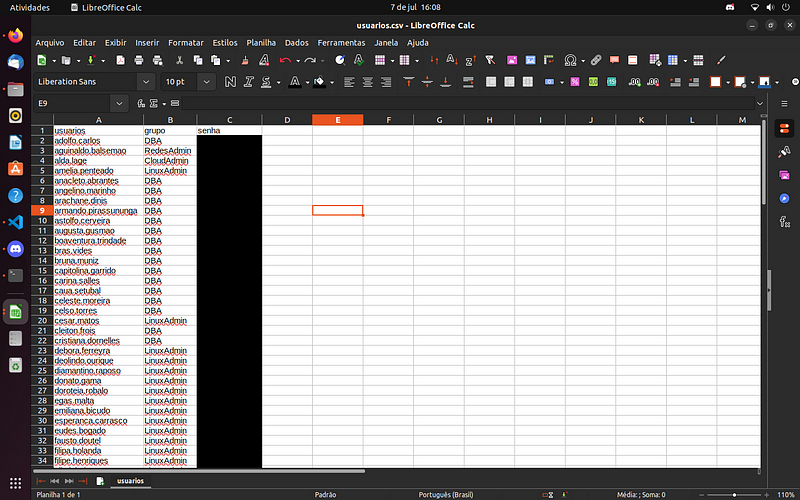 Atividades LibreOffice Calc 7 de jul 16:08
usuarios.csv - LibreOffice Calc
Arquivo Editar Exibir Inserir Formatar Estilos Planilha Dados Ferramentas Janela Ajuda
Liberation Sans 10 pt
E9
A B C D E F G H I J K L M
1 usuarios grupo senha
2 adolfo.carlos DBA
3 aguinaldo.balsemao RedesAdmin
4 alda.lage CloudAdmin
5 amelia.penteado LinuxAdmin
6 anacleto.abrantes DBA
7 angelino.marinho DBA
8 arachane.dinis DBA
9 armando.pirassununga DBA
10 astolfo.cerveira DBA
11 augusta.gusmao DBA
12 boaventura.trindade DBA
13 bras.vides DBA
14 bruna.muniz DBA
15 capitolina.garrido DBA
16 carina.salles DBA
17 caua.setubal DBA
18 celeste.moreira DBA
19 celso.torres DBA
20 cesar.matos LinuxAdmin
21 cleiton.frois DBA
22 cristiana.dornelles DBA
23 debora.ferreyra LinuxAdmin
24 deolindo.ourique LinuxAdmin
25 diamantino.raposo LinuxAdmin
26 donato.gama LinuxAdmin
27 doroteia.robalo LinuxAdmin
28 egas.malta LinuxAdmin
29 emiliana.bicudo LinuxAdmin
30 esperanca.carrasco LinuxAdmin
31 eudes.bogado LinuxAdmin
32 fausto.doutel LinuxAdmin
33 filipa.holanda LinuxAdmin
34 filipe.henriques LinuxAdmin
usuarios
Planilha 1 de 1 Padrão Português (Brasil) Média: ; Soma: 0 110%